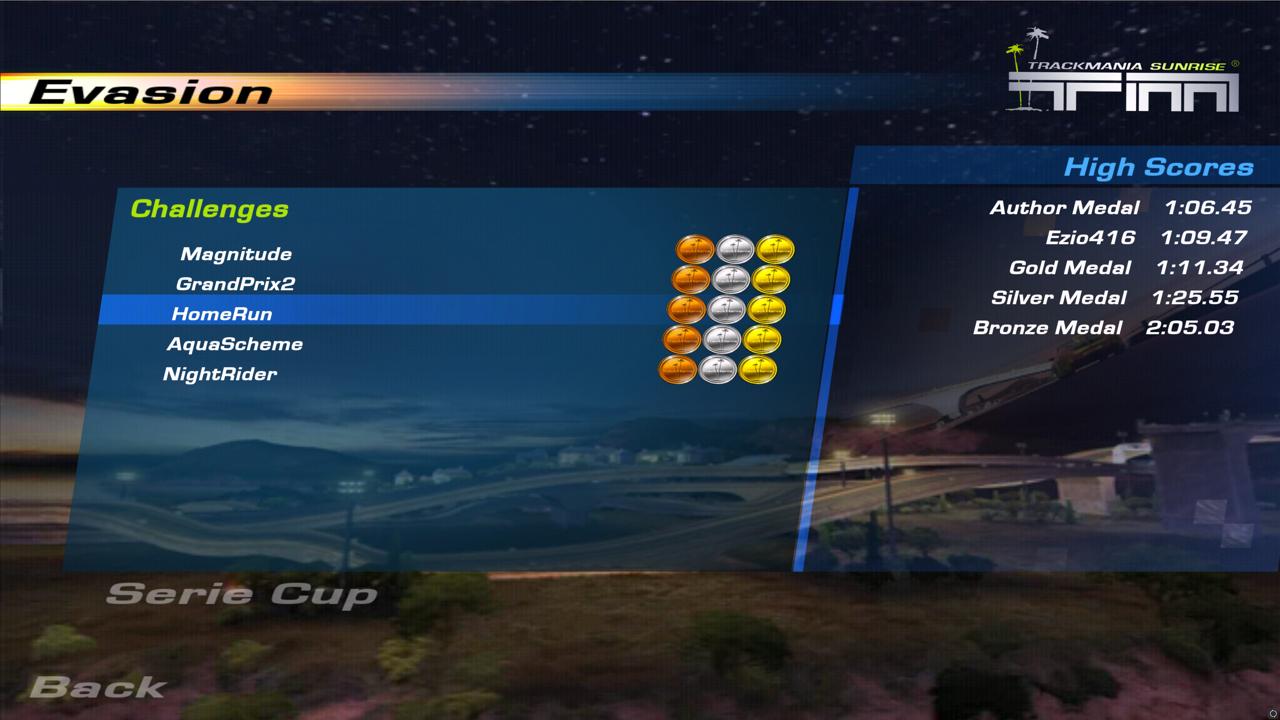 Evasion
TRACKMANIA SUNRISE ®
TM
High Scores
Challenges
Author Medal 1:06.45
Ezio416 1:09.47
Gold Medal 1:11.34
Silver Medal 1:25.55
Bronze Medal 2:05.03
Magnitude
GrandPrix2
HomeRun
AquaScheme
NightRider
Serie Cup
Back